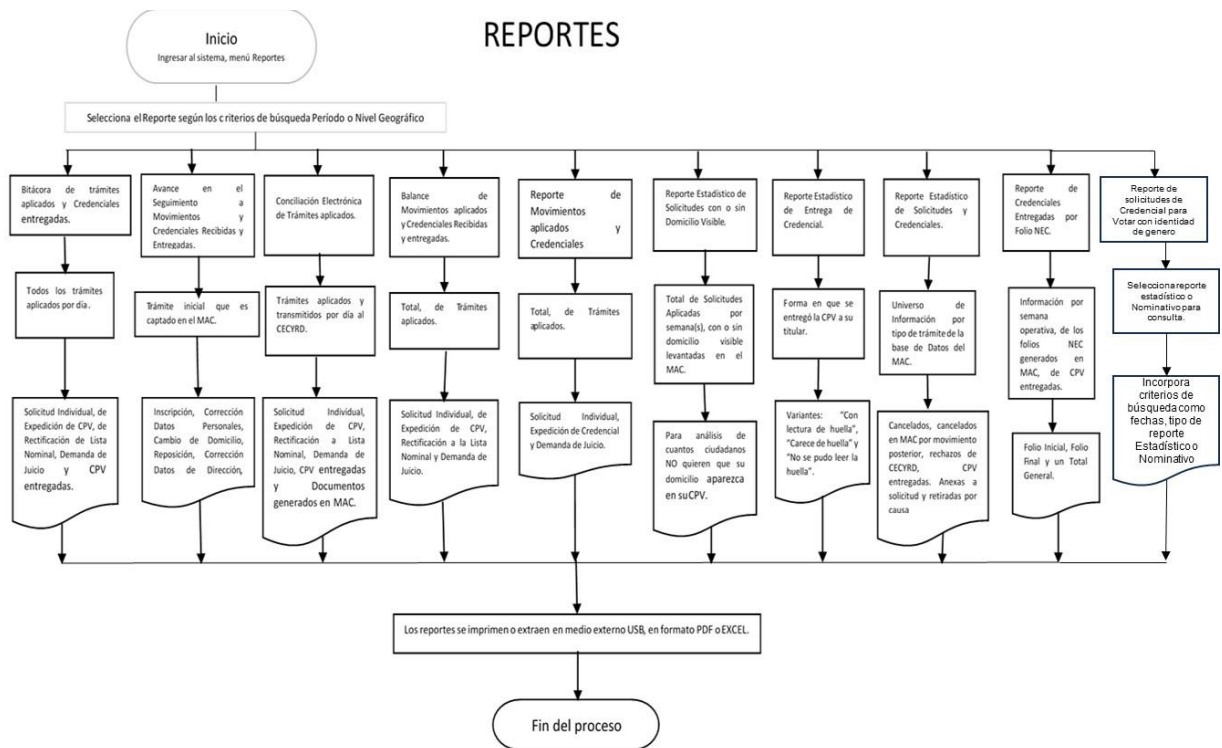 REPORTES
Inicio
Ingresar al sistema, menú Reportes
Selecciona el Reporte según los c riterios de búsqueda Período o Nivel Geográfico
Bitácora de trámites
aplicados y Credenciales
entregadas.
Avance en el
Seguimiento a
Movimientos y
Credenciales Recibidas y
Entregadas.
Conciliación Electrónica
de Trámites aplicados.
Balance de
Movimientos aplicados
y Credenciales Recibidas
y entregadas.
Reporte de
Movimientos
aplicados y
Credenciales
Reporte Estadístico de
Solicitudes con o sin
Domicilio Visible.
Reporte Estadístico
de Entrega de
Credencial.
Reporte Estadístico
de Solicitudes y
Credenciales.
Reporte de
Credenciales
Entregadas por
Folio NEC.
Reporte de
solicitudes de
Credencial para
Votar con identidad
de genero
Todos los trámites
aplicados por día.
Trámite inicial que es
captado en el MAC.
Trámites aplicados y
transmitidos por día al
CECYRD.
Total, de Trámites
aplicados.
Total, de Trámites
aplicados.
Total de Solicitudes
Aplicadas por
semana(s), con o sin
domicilio visible
levantadas en el
MAC.
Forma en que se
entregó la CPV a su
titular.
Universo de
Información por
tipo de trámite de la
base de Datos del
MAC.
Información por
semana
operativa, de los
folios NEC
generados en
MAC, de CPV
entregadas.
Selecciona reporte
estadístico o
Nominativo para
consulta.
Solicitud Individual, de
Expedición de CPV, de
Rectificación de Lista
Nominal, Demanda de
Juicio y CPV
entregadas.
Inscripción, Corrección
Datos Personales,
Cambio de Domicilio,
Reposición, Corrección
Datos de Dirección,
Solicitud Individual,
Expedición de CPV,
Rectificación a Lista
Nominal, Demanda de
Juicio, CPV entregadas
y Documentos
generados en MAC.
Solicitud Individual, de
Expedición de CPV,
Rectificación a la Lista
Nominal y Demanda de
Juicio.
Solicitud Individual,
Expedición de Credencial
y Demanda de Juicio.
Para análisis de
cuantos ciudadanos
NO quieren que su
domicilio aparezca
en su CPV.
Variantes: "Con
lectura de huella",
"Carece de huella" y
"No se pudo leer la
huella".
Cancelados, cancelados
en MAC por movimiento
posterior, rechazos de
CECYRD, CPV
entregadas. Anexas a
solicitud y retiradas por
causa
Folio Inicial, Folio
Final y un Total
General.
Incorpora
criterios de
búsqueda como
fechas, tipo de
reporte
Estadístico o
Nominativo
Los reportes se imprimen o extraen en medio externo USB, en formato PDF o EXCEL.
Fin del proceso